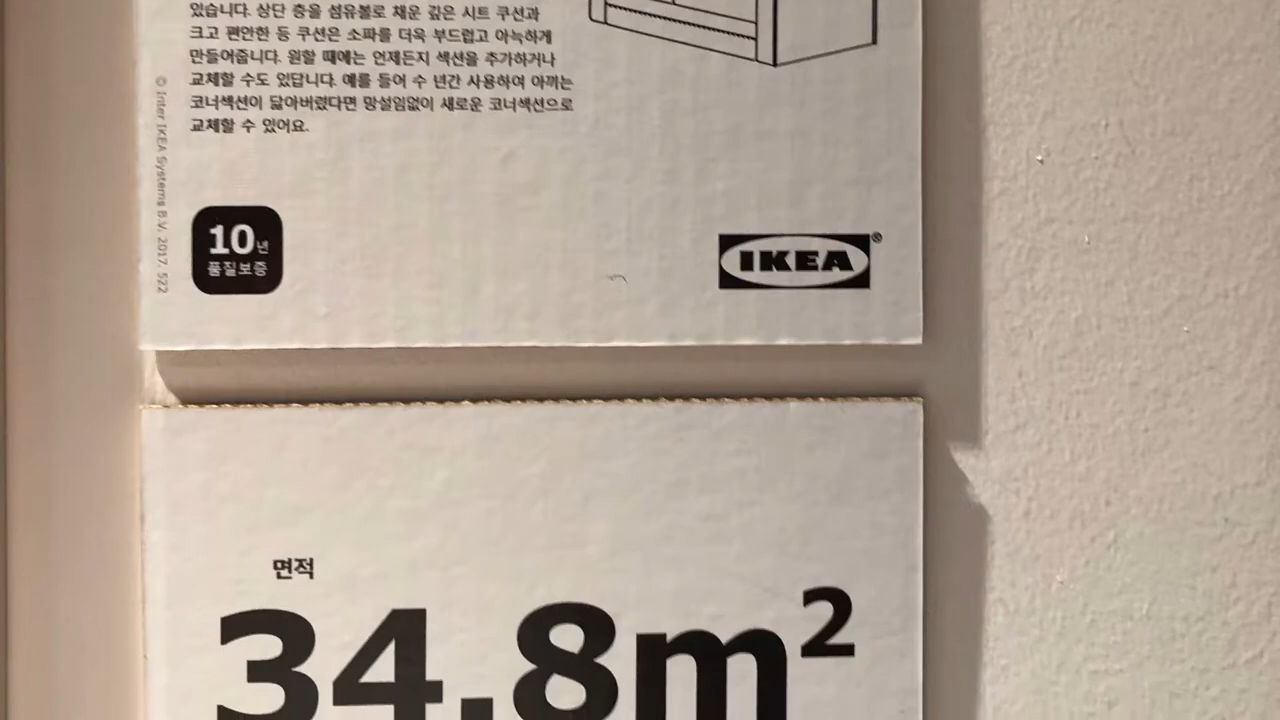 있습니다. 상단 층을 섬유볼로 채운 깊은 시트 쿠션과
크고 편안한 등 쿠션은 소파를 더욱 부드럽고 아늑하게
만들어줍니다. 원할 때에는 언제든지 섹션을 추가하거나
교체할 수도 있답니다. 예를 들어 수 년간 사용하여 아끼는
코너섹션이 닳아버렸다면 망설임없이 새로운 코너섹션으로
교체할 수 있어요.
© Inter IKEA Systems B.V. 2017. 522
10년
품질보증
IKEA®
면적
34.8m²